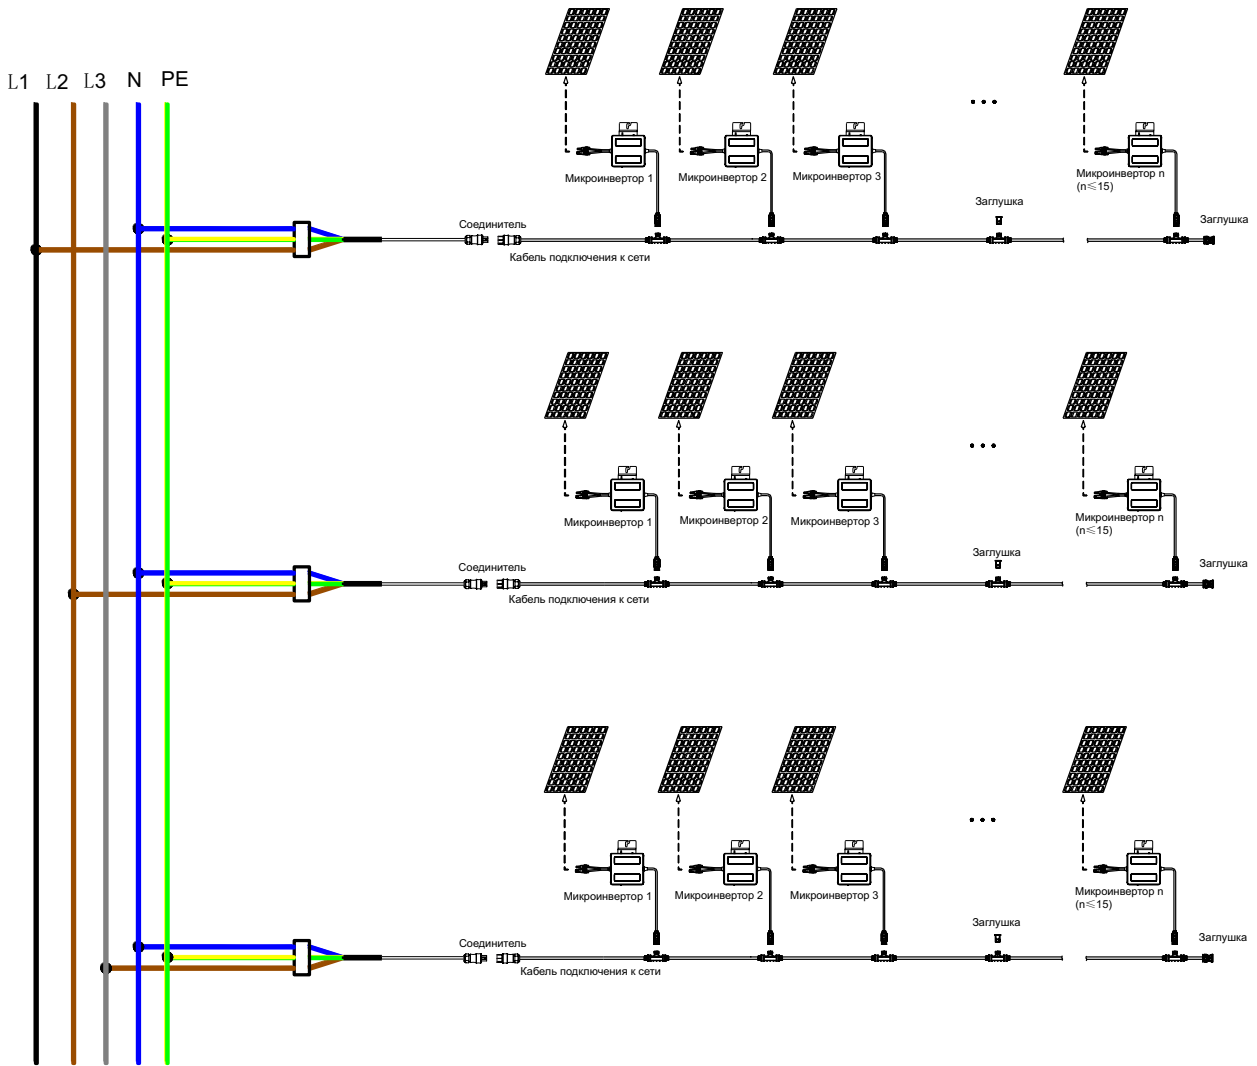 L1 L2 L3 N PE
Микроинвертор 1
Микроинвертор 2
Микроинвертор 3
Микроинвертор n
(n≤15)
Соединитель
Заглушка
Заглушка
Кабель подключения к сети
Микроинвертор 1
Микроинвертор 2
Микроинвертор 3
Микроинвертор n
(n≤15)
Соединитель
Заглушка
Заглушка
Кабель подключения к сети
Микроинвертор 1
Микроинвертор 2
Микроинвертор 3
Микроинвертор n
(n≤15)
Соединитель
Заглушка
Заглушка
Кабель подключения к сети